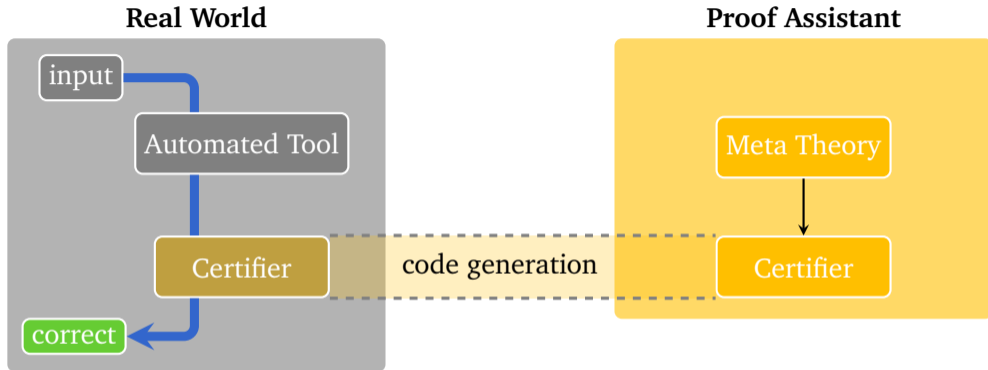 Real World
Proof Assistant
input
Automated Tool
Meta Theory
Certifier
code generation
Certifier
correct